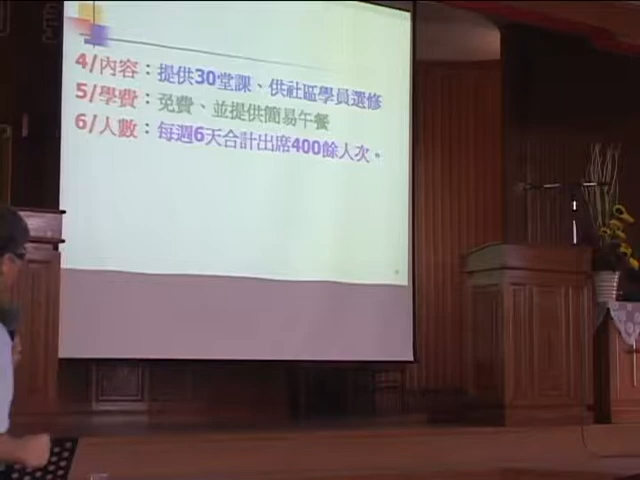 4/內容：提供30堂課、供社區學員選修
5/學費：免費、並提供簡易午餐
6/人數：每週6天合計出席400餘人次。